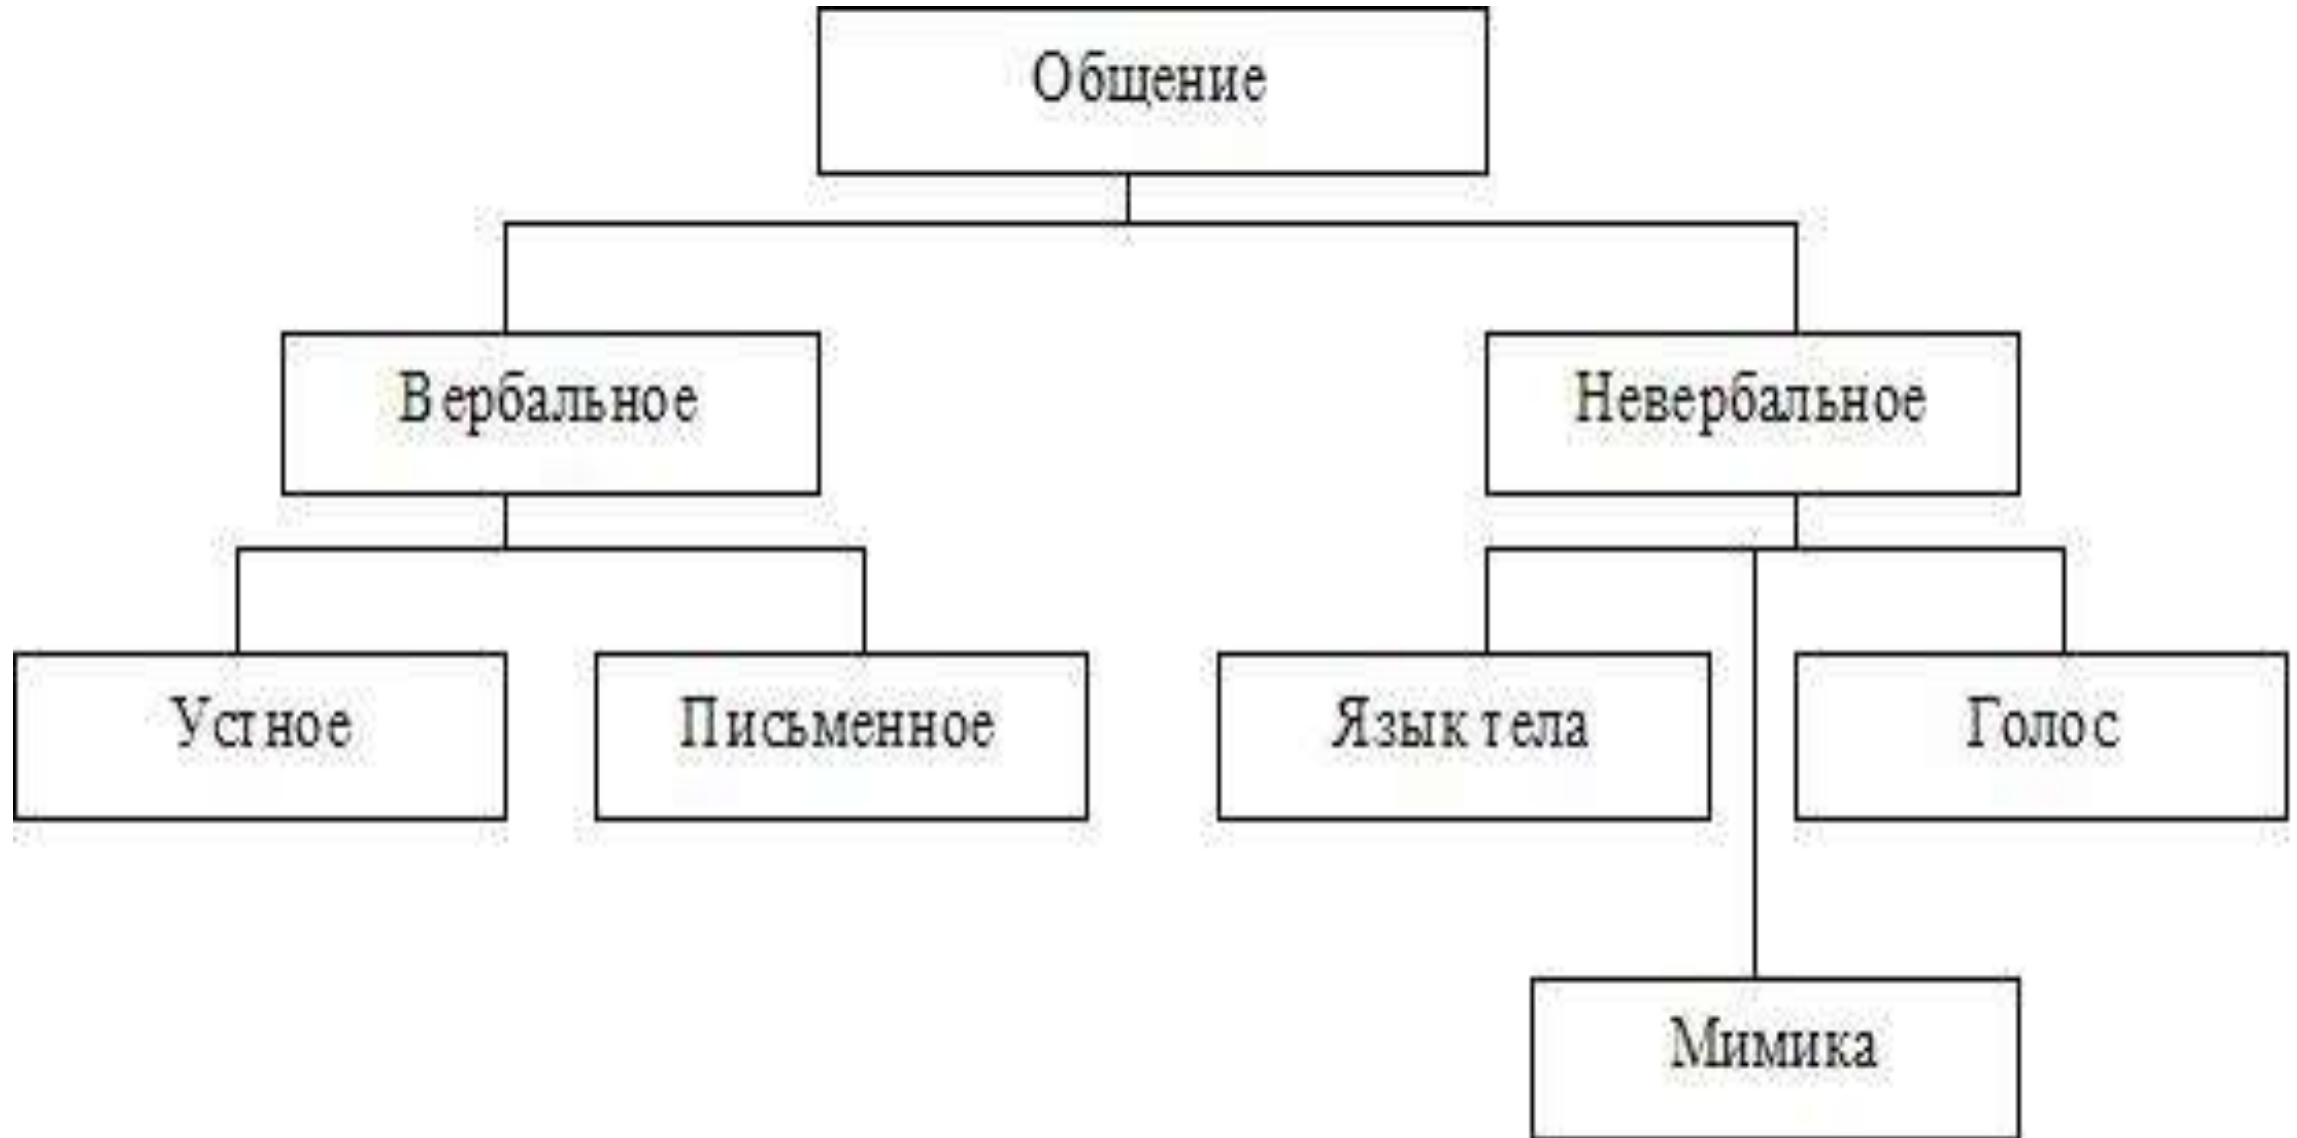 Общение
Вербальное
Невербальное
Устное
Письменное
Язык тела
Голос
Мимика